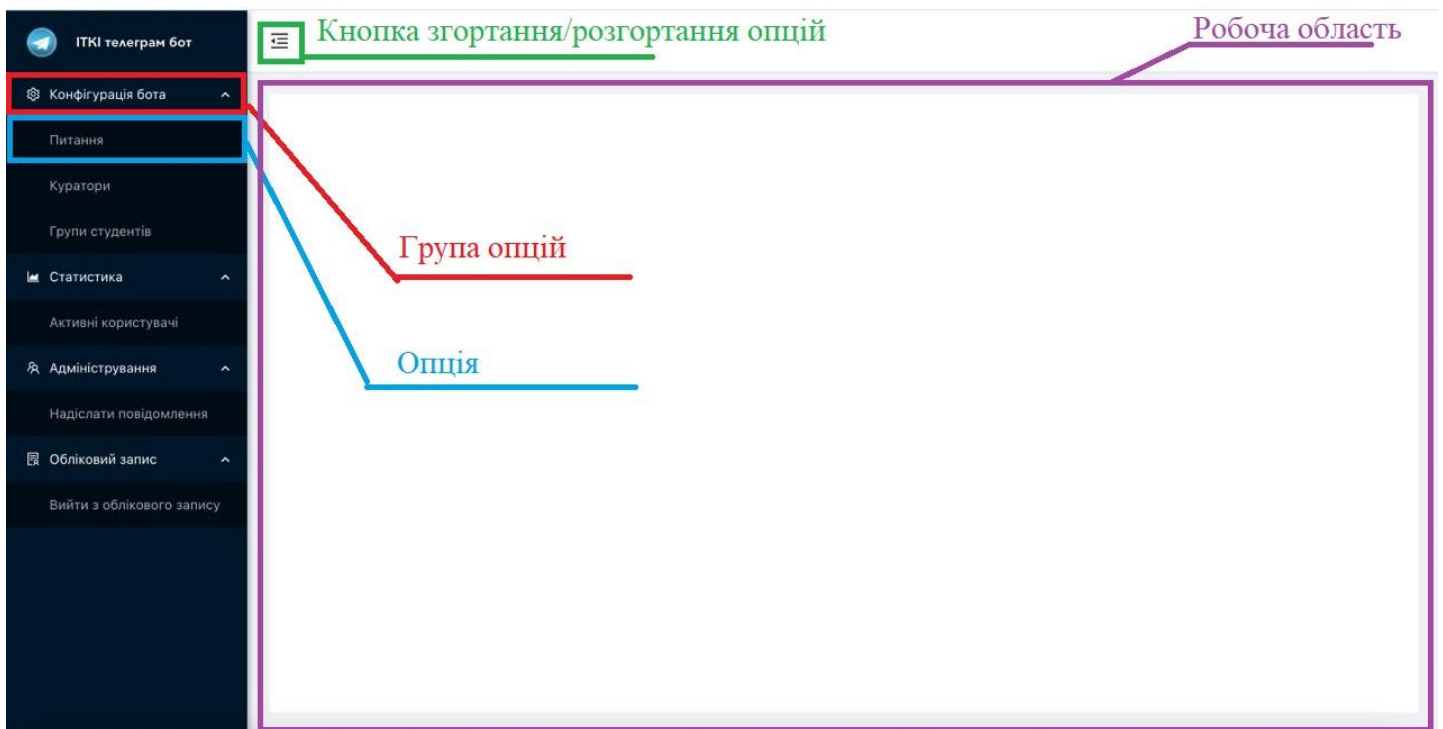 ІТКІ телеграм бот
Кнопка згортання/розгортання опцій
Робоча область
Конфігурація бота
Питання
Куратори
Групи студентів
Група опцій
Статистика
Активні користувачі
Опція
Адміністрування
Надіслати повідомлення
Обліковий запис
Вийти з облікового запису